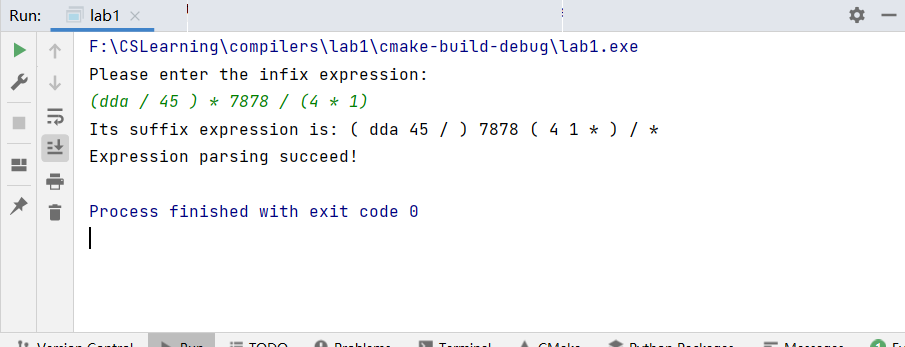 Run: lab1
F:\CSLearning\compilers\lab1\cmake-build-debug\lab1.exe
Please enter the infix expression:
(dda / 45 ) * 7878 / (4 * 1)
Its suffix expression is: ( dda 45 / ) 7878 ( 4 1 * ) / *
Expression parsing succeed!
Process finished with exit code 0
Version Control Run TODO Problems Terminal CMake Python Packages Messages